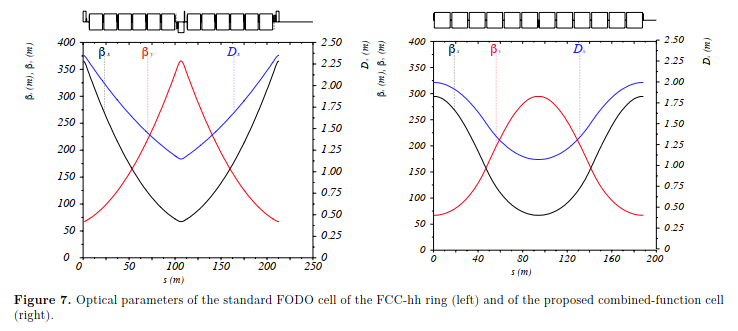 βx βy Dx
400 350 300 250 200 150 100 50 0
βx (m), βy (m)
2.50 2.25 2.00 1.75 1.50 1.25 1.00 0.75 0.50 0.25 0
Dx (m)
0 50 100 150 200 250
s (m)
βx βy Dx
400 350 300 250 200 150 100 50 0
βx (m), βy (m)
2.50 2.25 2.00 1.75 1.50 1.25 1.00 0.75 0.50 0.25 0
Dx (m)
0 40 80 120 160 200
s (m)
Figure 7. Optical parameters of the standard FODO cell of the FCC-hh ring (left) and of the proposed combined-function cell
(right).